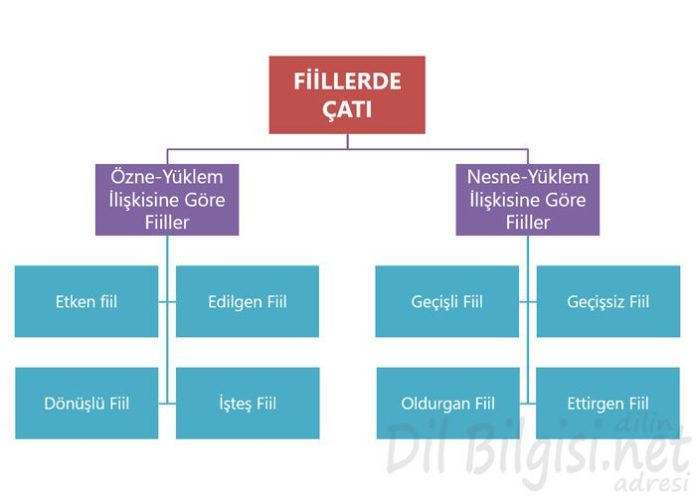 FİİLLERDE
ÇATI
Özne-Yüklem
İlişkisine Göre
Fiiller
Nesne-Yüklem
İlişkisine Göre
Fiiller
Etken fiil
Edilgen Fiil
Geçişli Fiil
Geçişsiz Fiil
Dönüşlü Fiil
İşteş Fiil
Oldurgan Fiil
Ettirgen Fiil
dilin
Dil Bilgisi.net
adresi